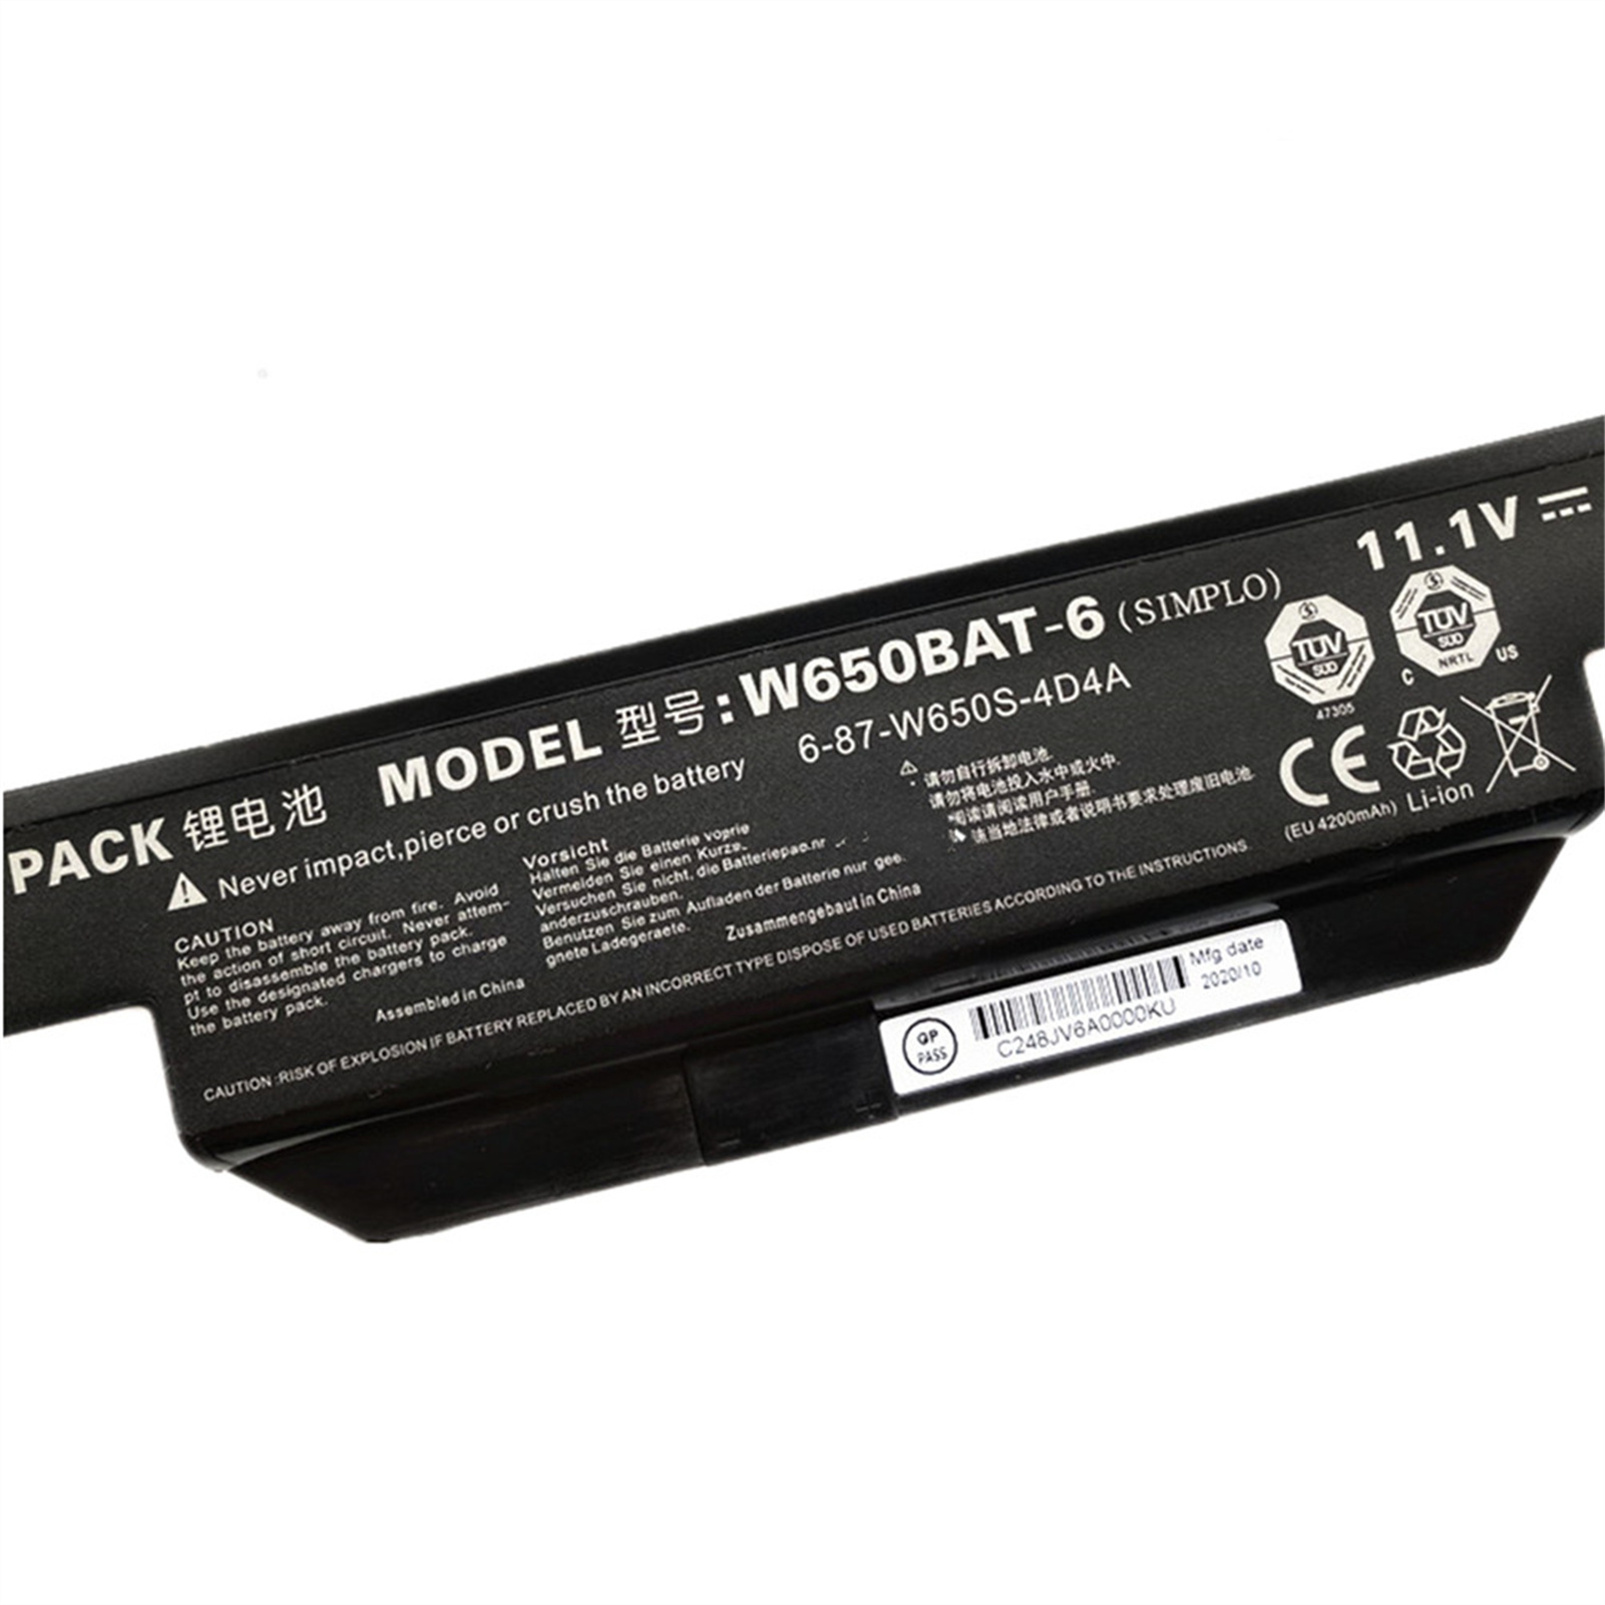 PACK 锂电池 MODEL 型号:W650BAT-6 (SIMPLO) 11.1V
6-87-W650S-4D4A
Never impact,pierce or crush the battery
CAUTION
Keep the battery away from fire. Avoid
the action of short circuit. Never attem-
pt to disassemble the battery pack.
Use the designated chargers to charge
the battery pack.
Assembled in China
Vorsicht
Halten Sie die Batterie
Vermeiden Sie einen
Versuchen Sie nicht, die
anderzuschrauben.
Benutzen Sie zum Aufladen der Batterie nur gee.
gnete Ladegeraete.
Zusammengebaut in China
请勿自行拆卸电池.
请勿将电池投入水中或火中.
阅读用户手册.
该当地法律或者说明书要求处理废旧电池.
TÜV
SÜD
47305
TÜV
SÜD
NRTL
C US
CE
(EU 4200mAh) Li-ion
CAUTION :RISK OF EXPLOSION IF BATTERY REPLACED BY AN INCORRECT TYPE DISPOSE OF USED BATTERIES ACCORDING TO THE INSTRUCTIONS.
QP
PASS
C248JV6A0000KU
Mfg date
2020/10